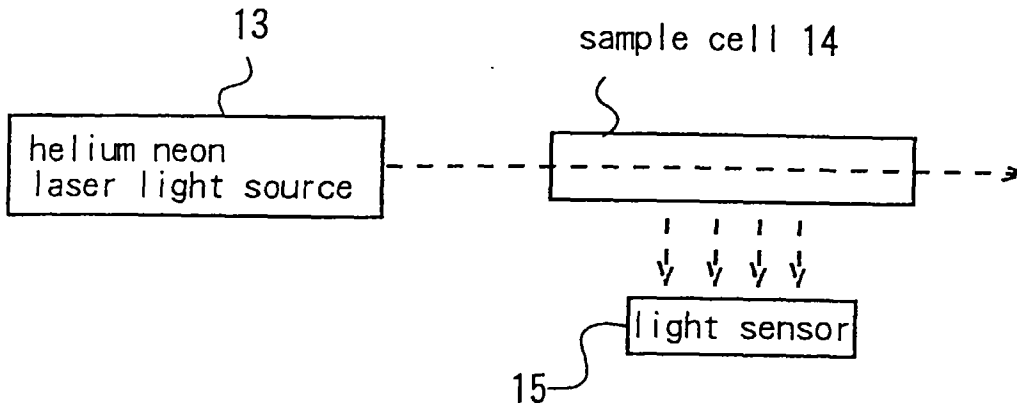 13
sample cell 14
helium neon
laser light source
light sensor
15